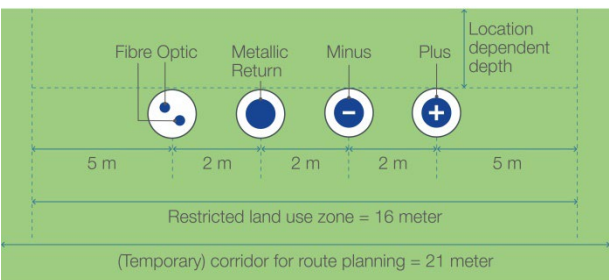 Location
dependent
depth
Fibre Optic
Metallic
Return
Minus
Plus
−
+
5 m
2 m
2 m
2 m
5 m
Restricted land use zone = 16 meter
(Temporary) corridor for route planning = 21 meter